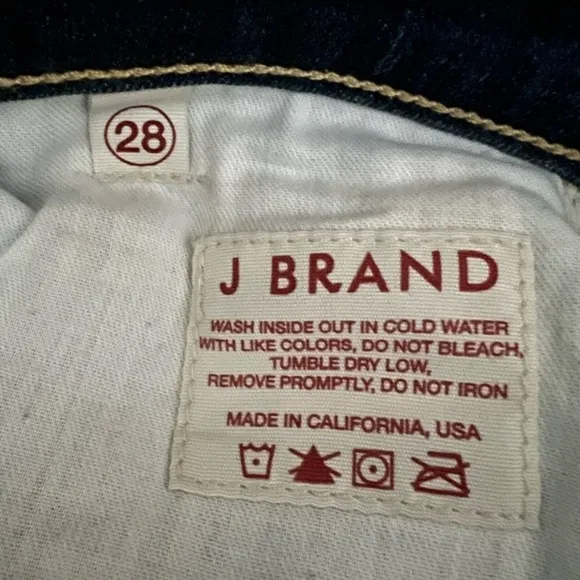 28
J BRAND
WASH INSIDE OUT IN COLD WATER
WITH LIKE COLORS, DO NOT BLEACH,
TUMBLE DRY LOW,
REMOVE PROMPTLY, DO NOT IRON
MADE IN CALIFORNIA, USA